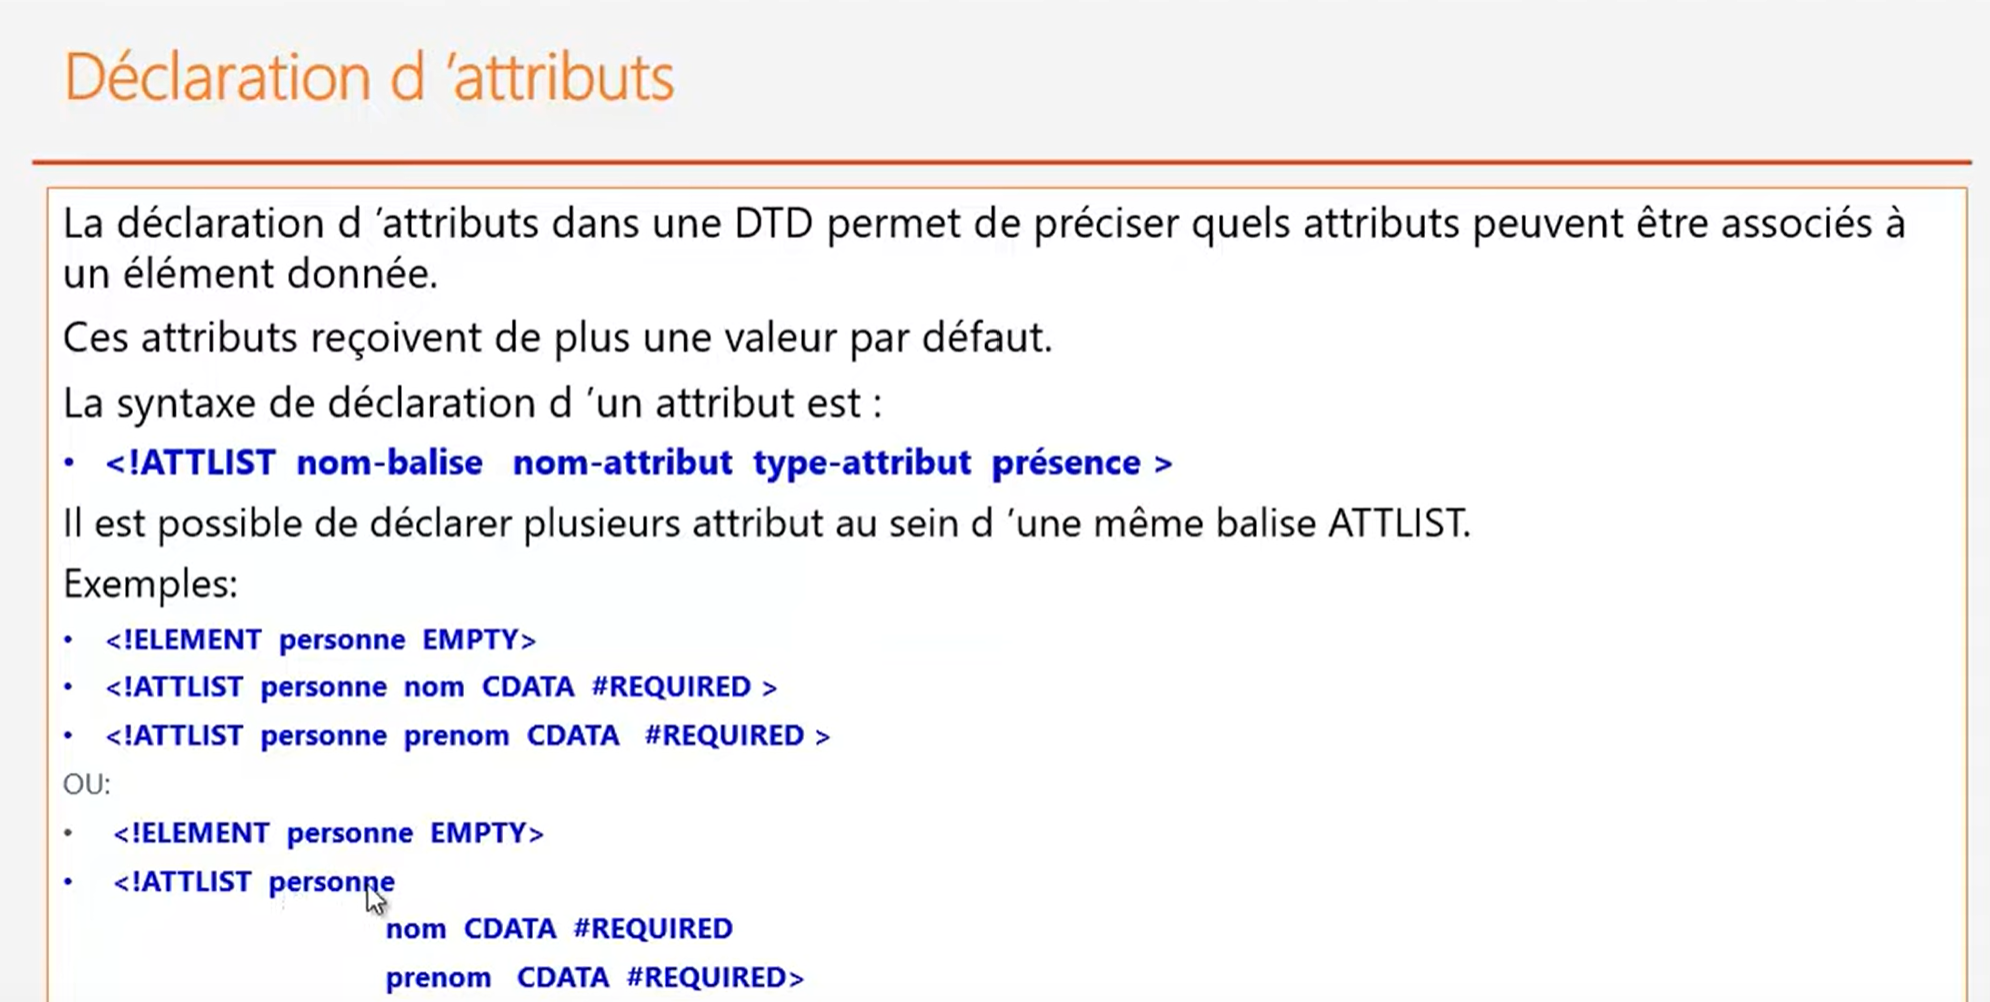 Déclaration d ’attributs
La déclaration d ’attributs dans une DTD permet de préciser quels attributs peuvent être associés à
un élément donnée.
Ces attributs reçoivent de plus une valeur par défaut.
La syntaxe de déclaration d ’un attribut est :
• <!ATTLIST nom-balise nom-attribut type-attribut présence >
Il est possible de déclarer plusieurs attribut au sein d ’une même balise ATTLIST.
Exemples:
• <!ELEMENT personne EMPTY>
• <!ATTLIST personne nom CDATA #REQUIRED >
• <!ATTLIST personne prenom CDATA #REQUIRED >
OU:
• <!ELEMENT personne EMPTY>
• <!ATTLIST personne
nom CDATA #REQUIRED
prenom CDATA #REQUIRED>